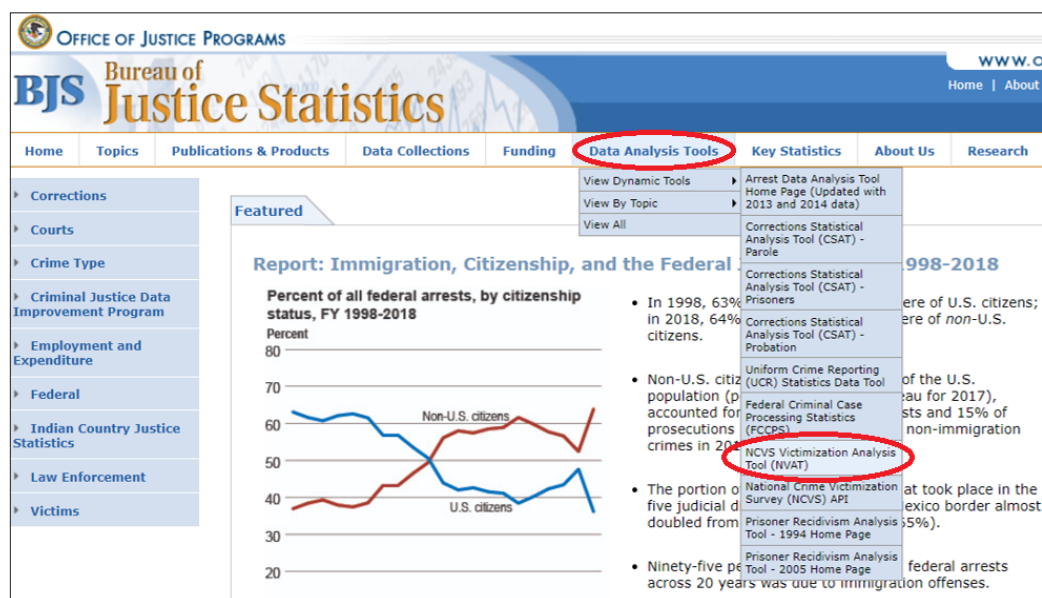 OFFICE OF JUSTICE PROGRAMS
www.o
BJS Bureau of
Justice Statistics
Home | About
Home Topics Publications & Products Data Collections Funding Data Analysis Tools Key Statistics About Us Research
Corrections
Courts
Crime Type
Criminal Justice Data
Improvement Program
Employment and
Expenditure
Federal
Indian Country Justice
Statistics
Law Enforcement
Victims
View Dynamic Tools
View By Topic
View All
Arrest Data Analysis Tool
Home Page (Updated with
2013 and 2014 data)
Corrections Statistical
Analysis Tool (CSAT) -
Parole
Corrections Statistical
Analysis Tool (CSAT) -
Prisoners
Corrections Statistical
Analysis Tool (CSAT) -
Probation
Uniform Crime Reporting
(UCR) Statistics Data Tool
Federal Criminal Case
Processing Statistics
(FCCPS)
NCVS Victimization Analysis
Tool (NVAT)
National Crime Victimization
Survey (NCVS) API
Prisoner Recidivism Analysis
Tool - 1994 Home Page
Prisoner Recidivism Analysis
Tool - 2005 Home Page
Featured
Report: Immigration, Citizenship, and the Federal 1998-2018
Percent of all federal arrests, by citizenship
status, FY 1998-2018
Percent
80
70
60
50
40
30
20
Non-U.S. citizens
U.S. citizens
• In 1998, 63% ere of U.S. citizens;
in 2018, 64% ere of non-U.S.
citizens.
• Non-U.S. citiz of the U.S.
population (p eau for 2017),
accounted for sts and 15% of
prosecutions non-immigration
crimes in 20
• The portion o at took place in the
five judicial d exico border almost
doubled from 65%).
• Ninety-five pe federal arrests
across 20 years was due to immigration offenses.